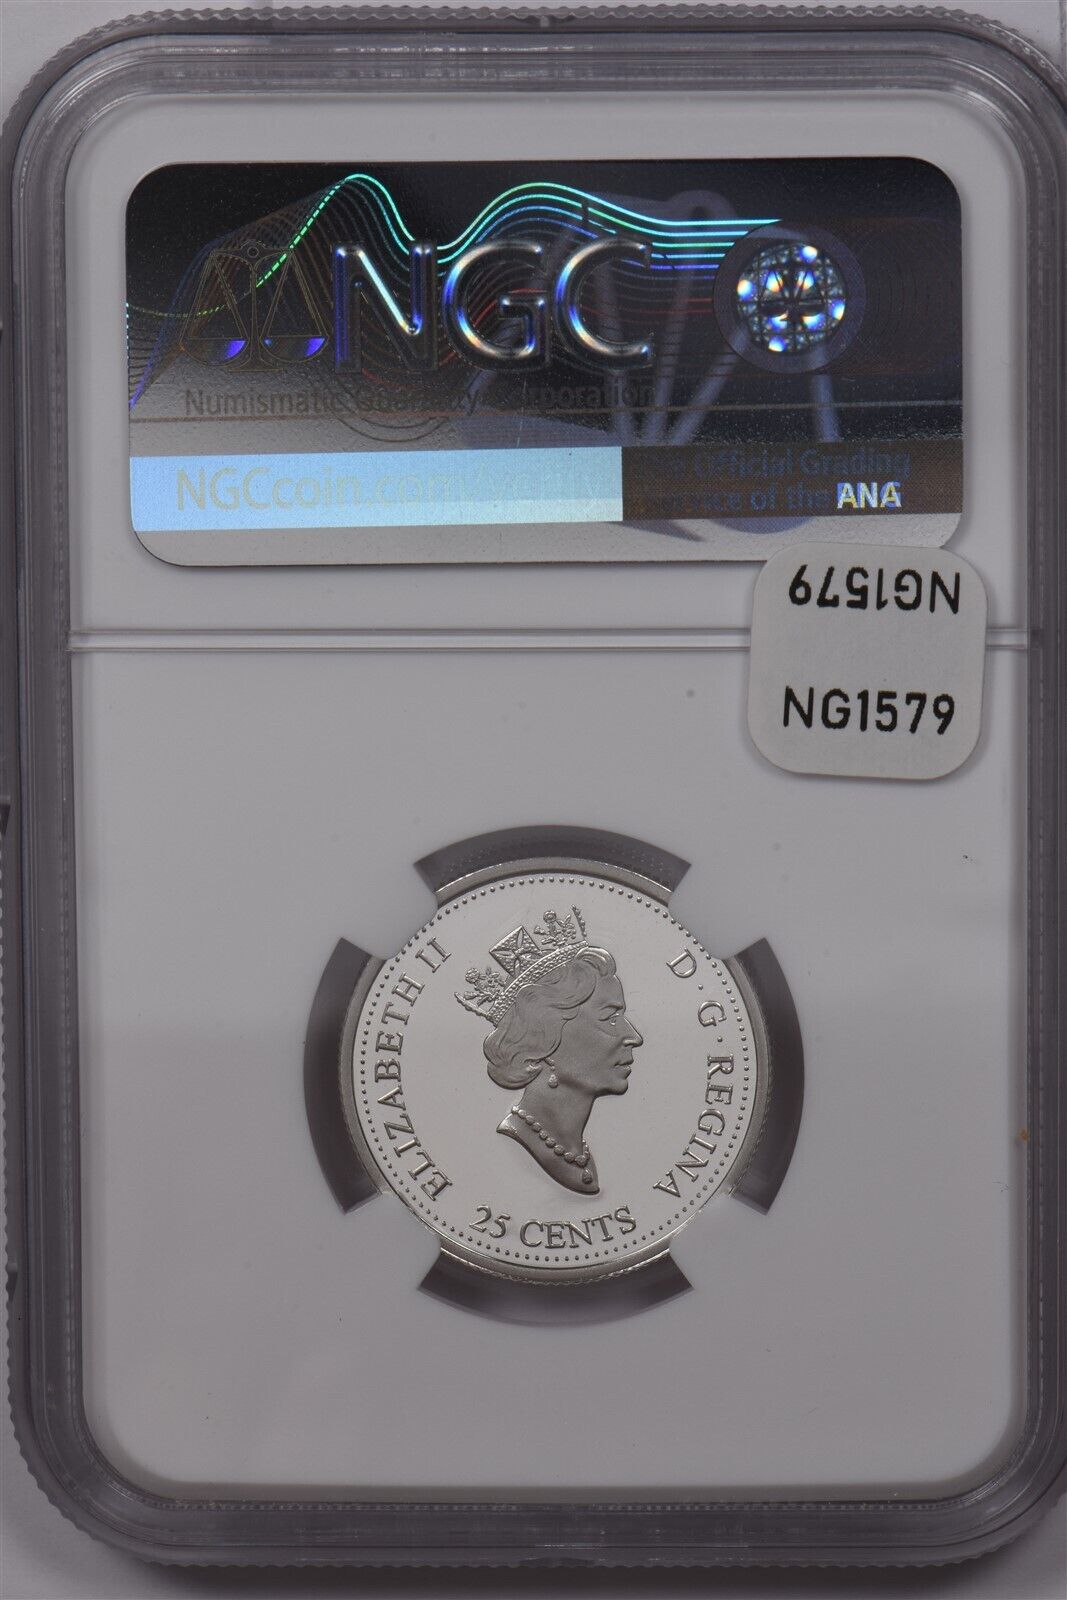 NGC
Numismatic Guaranty Corporation
NGCcoin.com/verify
Official Grading
Service of the ANA
NG1579
NG1579
ELIZABETH II
D·G·REGINA
25 CENTS